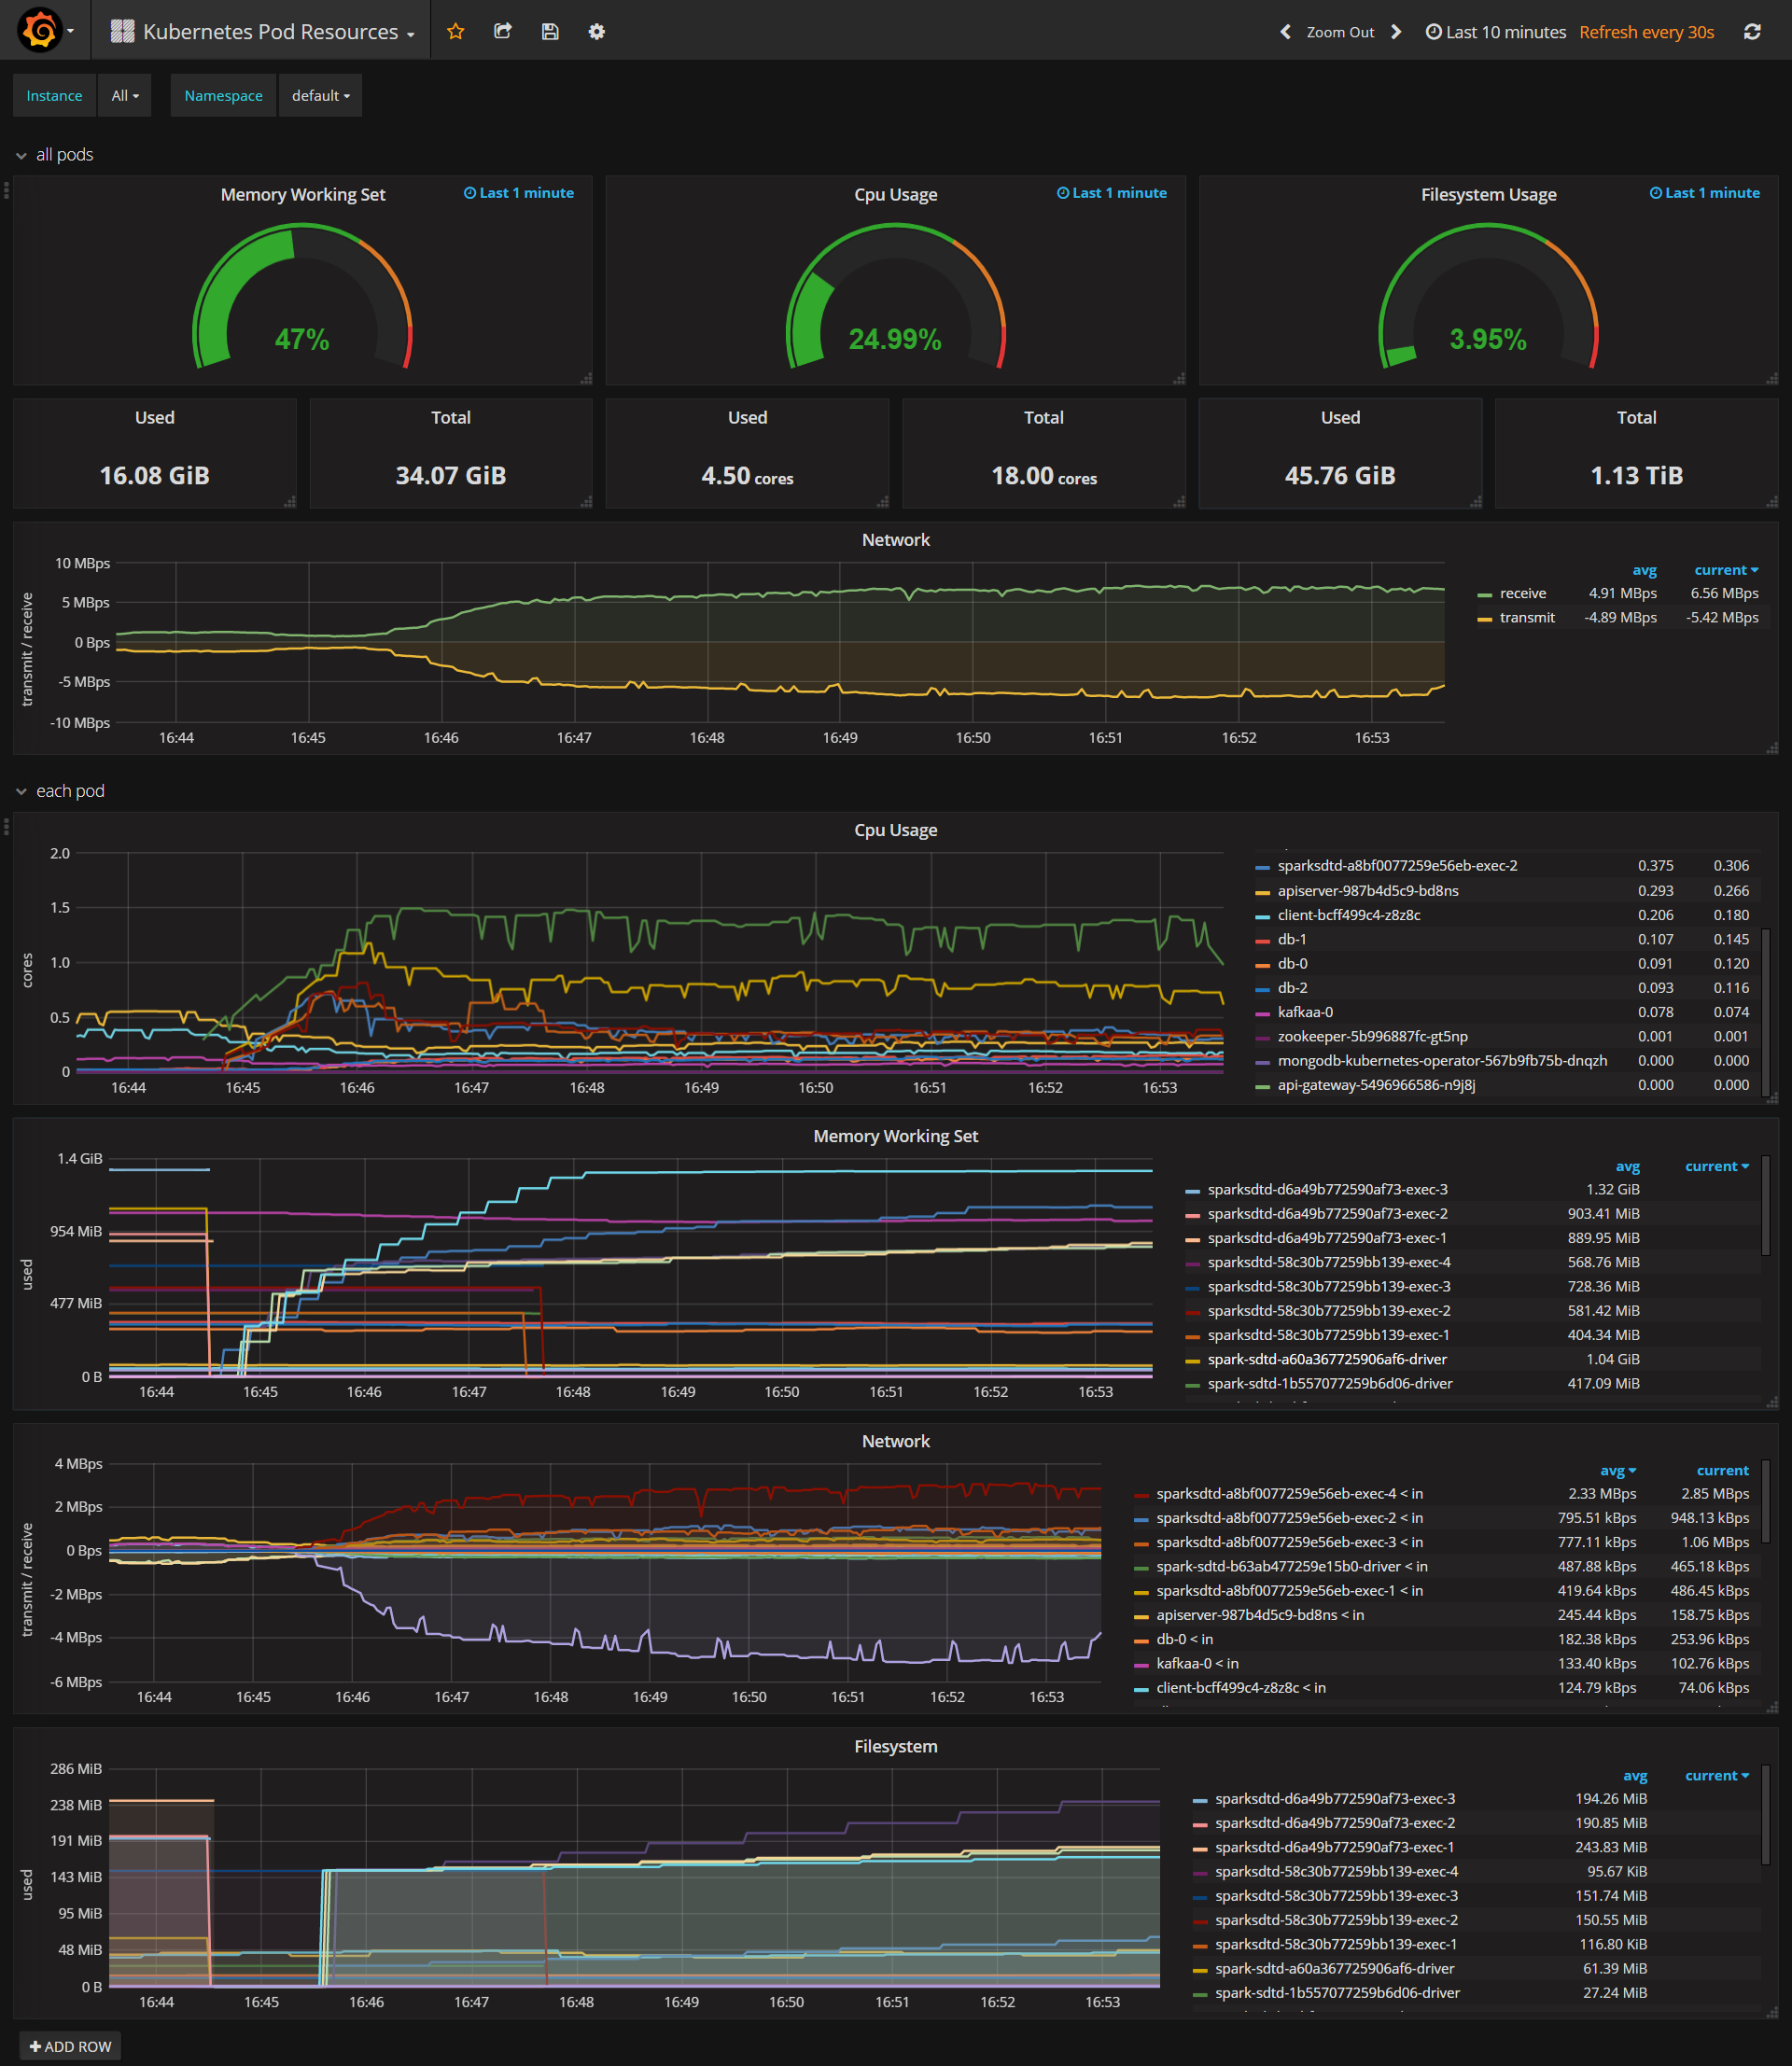 Kubernetes Pod Resources
Zoom Out
Last 10 minutes Refresh every 30s
Instance All Namespace default
all pods
Memory Working Set Last 1 minute
47%
Cpu Usage Last 1 minute
24.99%
Filesystem Usage Last 1 minute
3.95%
Used
16.08 GiB
Total
34.07 GiB
Used
4.50 cores
Total
18.00 cores
Used
45.76 GiB
Total
1.13 TiB
Network
transmit / receive
10 MBps
5 MBps
0 Bps
-5 MBps
-10 MBps
16:44 16:45 16:46 16:47 16:48 16:49 16:50 16:51 16:52 16:53
avg current
receive 4.91 MBps 6.56 MBps
transmit -4.89 MBps -5.42 MBps
each pod
Cpu Usage
cores
2.0
1.5
1.0
0.5
0
16:44 16:45 16:46 16:47 16:48 16:49 16:50 16:51 16:52 16:53
sparksdtd-a8bf0077259e56eb-exec-2 0.375 0.306
apiserver-987b4d5c9-bd8ns 0.293 0.266
client-bcff499c4-z8z8c 0.206 0.180
db-1 0.107 0.145
db-0 0.091 0.120
db-2 0.093 0.116
kafkaa-0 0.078 0.074
zookeeper-5b996887fc-gt5np 0.001 0.001
mongodb-kubernetes-operator-567b9fb75b-dnqzh 0.000 0.000
api-gateway-5496966586-n9j8j 0.000 0.000
Memory Working Set
used
1.4 GiB
954 MiB
477 MiB
0 B
16:44 16:45 16:46 16:47 16:48 16:49 16:50 16:51 16:52 16:53
avg current
sparksdtd-d6a49b772590af73-exec-3 1.32 GiB
sparksdtd-d6a49b772590af73-exec-2 903.41 MiB
sparksdtd-d6a49b772590af73-exec-1 889.95 MiB
sparksdtd-58c30b77259bb139-exec-4 568.76 MiB
sparksdtd-58c30b77259bb139-exec-3 728.36 MiB
sparksdtd-58c30b77259bb139-exec-2 581.42 MiB
sparksdtd-58c30b77259bb139-exec-1 404.34 MiB
spark-sdtd-a60a367725906af6-driver 1.04 GiB
spark-sdtd-1b557077259b6d06-driver 417.09 MiB
Network
transmit / receive
4 MBps
2 MBps
0 Bps
-2 MBps
-4 MBps
-6 MBps
16:44 16:45 16:46 16:47 16:48 16:49 16:50 16:51 16:52 16:53
avg current
sparksdtd-a8bf0077259e56eb-exec-4 < in 2.33 MBps 2.85 MBps
sparksdtd-a8bf0077259e56eb-exec-2 < in 795.51 kBps 948.13 kBps
sparksdtd-a8bf0077259e56eb-exec-3 < in 777.11 kBps 1.06 MBps
spark-sdtd-b63ab477259e15b0-driver < in 487.88 kBps 465.18 kBps
sparksdtd-a8bf0077259e56eb-exec-1 < in 419.64 kBps 486.45 kBps
apiserver-987b4d5c9-bd8ns < in 245.44 kBps 158.75 kBps
db-0 < in 182.38 kBps 253.96 kBps
kafkaa-0 < in 133.40 kBps 102.76 kBps
client-bcff499c4-z8z8c < in 124.79 kBps 74.06 kBps
Filesystem
used
286 MiB
238 MiB
191 MiB
143 MiB
95 MiB
48 MiB
0 B
16:44 16:45 16:46 16:47 16:48 16:49 16:50 16:51 16:52 16:53
avg current
sparksdtd-d6a49b772590af73-exec-3 194.26 MiB
sparksdtd-d6a49b772590af73-exec-2 190.85 MiB
sparksdtd-d6a49b772590af73-exec-1 243.83 MiB
sparksdtd-58c30b77259bb139-exec-4 95.67 KiB
sparksdtd-58c30b77259bb139-exec-3 151.74 MiB
sparksdtd-58c30b77259bb139-exec-2 150.55 MiB
sparksdtd-58c30b77259bb139-exec-1 116.80 KiB
spark-sdtd-a60a367725906af6-driver 61.39 MiB
spark-sdtd-1b557077259b6d06-driver 27.24 MiB
ADD ROW